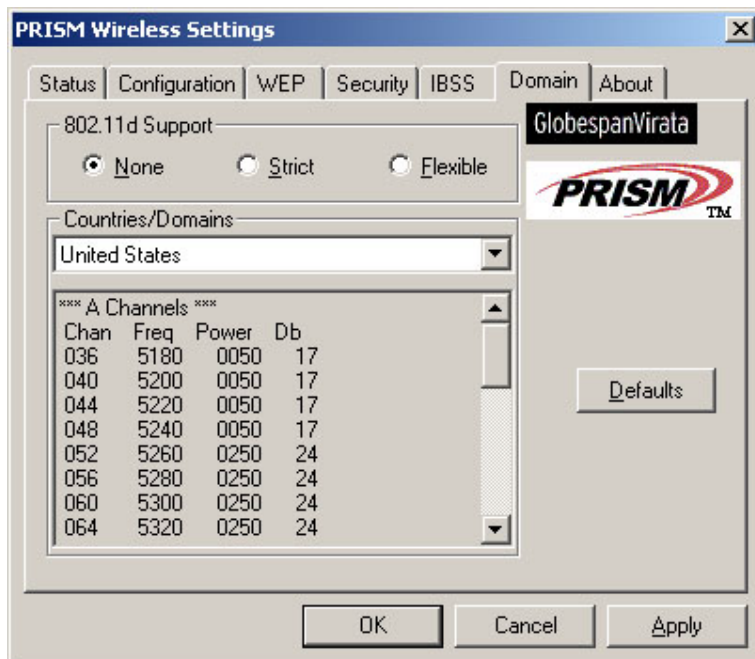 PRISM Wireless Settings
Status Configuration WEP Security IBSS Domain About
802.11d Support
None Strict Flexible
GlobespanVirata
PRISM TM
Countries/Domains
United States
*** A Channels ***
Chan Freq Power Db
036 5180 0050 17
040 5200 0050 17
044 5220 0050 17
048 5240 0050 17
052 5260 0250 24
056 5280 0250 24
060 5300 0250 24
064 5320 0250 24
Defaults
OK Cancel Apply